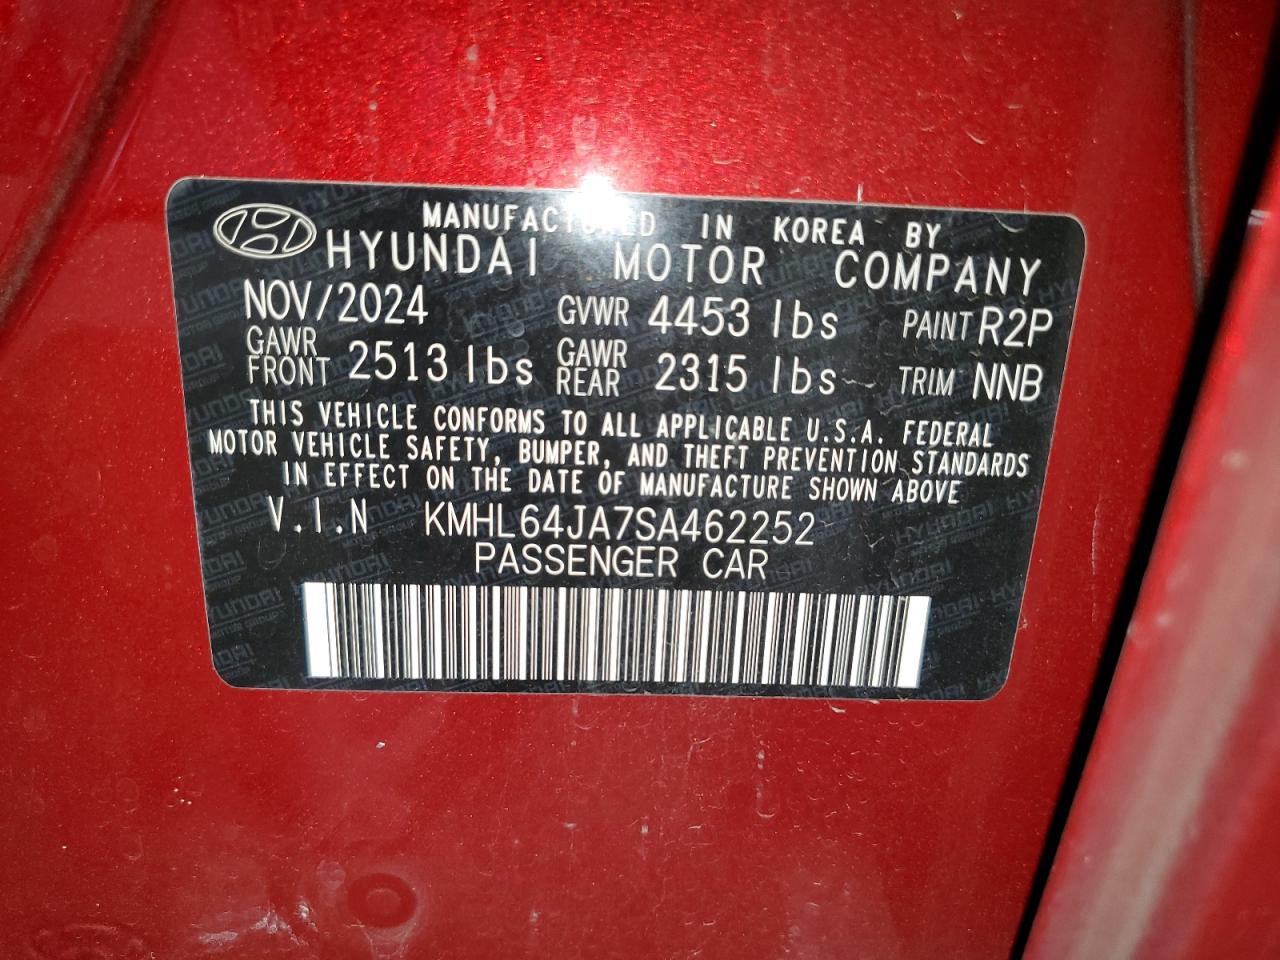 MANUFACTURED IN KOREA BY
HYUNDAI MOTOR COMPANY
NOV/2024 GVWR 4453 lbs PAINT R2P
GAWR FRONT 2513 lbs GAWR REAR 2315 lbs TRIM NNB
THIS VEHICLE CONFORMS TO ALL APPLICABLE U.S.A. FEDERAL
MOTOR VEHICLE SAFETY, BUMPER, AND THEFT PREVENTION STANDARDS
IN EFFECT ON THE DATE OF MANUFACTURE SHOWN ABOVE
V.I.N KMHL64JA7SA462252
PASSENGER CAR